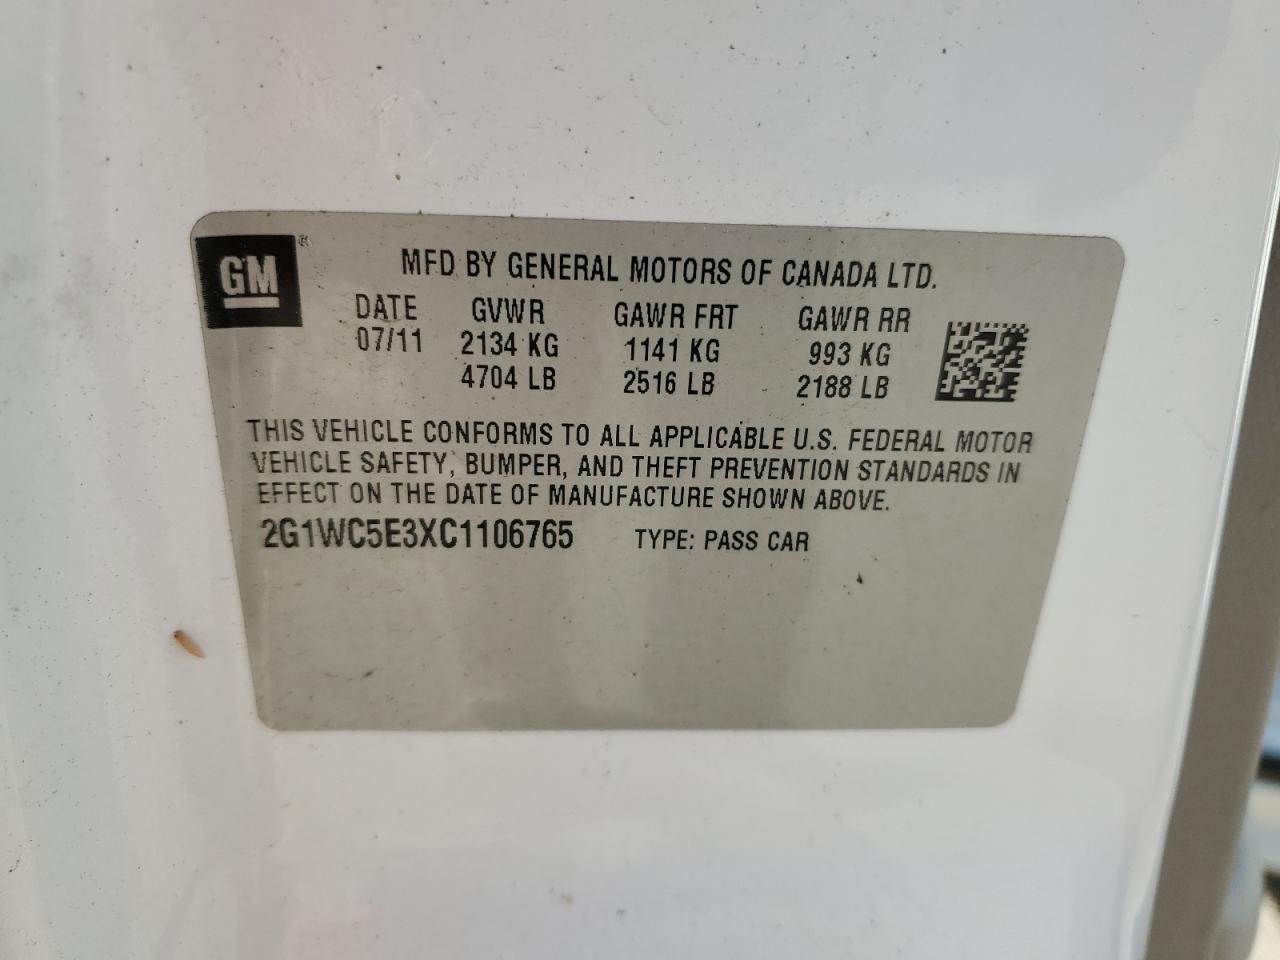 GM®
MFD BY GENERAL MOTORS OF CANADA LTD.
DATE GVWR GAWR FRT GAWR RR
07/11 2134 KG 1141 KG 993 KG
4704 LB 2516 LB 2188 LB
THIS VEHICLE CONFORMS TO ALL APPLICABLE U.S. FEDERAL MOTOR
VEHICLE SAFETY, BUMPER, AND THEFT PREVENTION STANDARDS IN
EFFECT ON THE DATE OF MANUFACTURE SHOWN ABOVE.
2G1WC5E3XC1106765 TYPE: PASS CAR